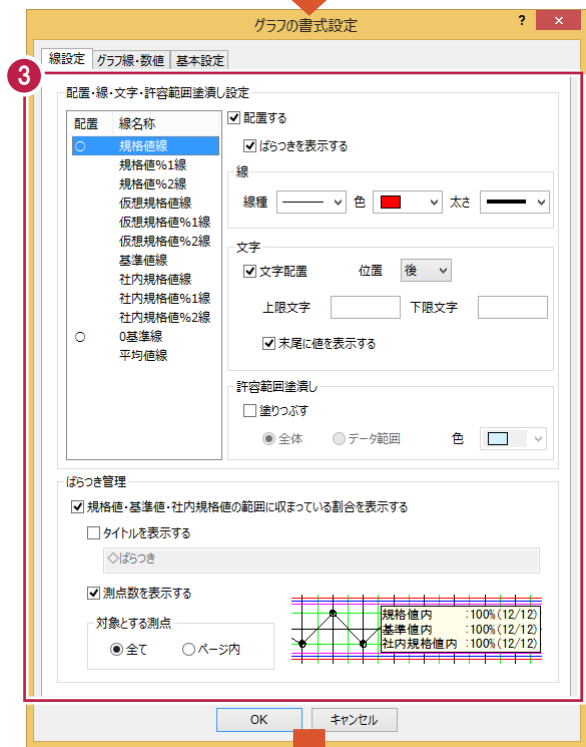 グラフの書式設定 ? ×
線設定 グラフ線・数値 基本設定
3
配置・線・文字・許容範囲塗潰し設定
配置 線名称
○ 規格値線
規格値%1線
規格値%2線
仮想規格値線
仮想規格値%1線
仮想規格値%2線
基準値線
社内規格値線
社内規格値%1線
社内規格値%2線
○ 0基準線
平均値線
配置する
ばらつきを表示する
線
線種 色 太さ
文字
文字配置 位置 後
上限文字 下限文字
末尾に値を表示する
許容範囲塗潰し
塗りつぶす
全体 データ範囲 色
ばらつき管理
規格値・基準値・社内規格値の範囲に収まっている割合を表示する
タイトルを表示する
◇ばらつき
測点数を表示する
対象とする測点
全て ページ内
規格値内 :100%(12/12)
基準値内 :100%(12/12)
社内規格値内 :100%(12/12)
OK キャンセル